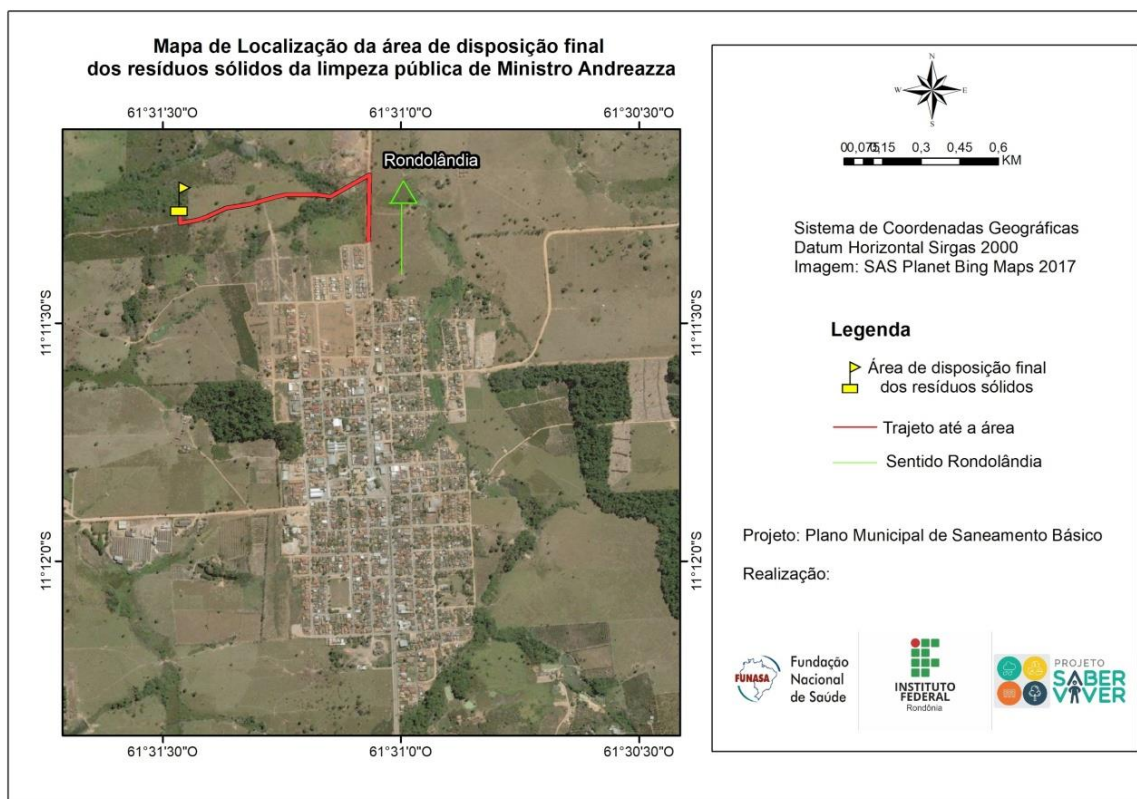 Mapa de Localização da área de disposição final
dos resíduos sólidos da limpeza pública de Ministro Andreazza
61°31'30"O
61°31'0"O
61°30'30"O
Rondolândia
11°11'30"S
11°11'30"S
11°12'0"S
11°12'0"S
61°31'30"O
61°31'0"O
61°30'30"O
N
W
E
S
0 0,075 0,15 0,3 0,45 0,6
KM
Sistema de Coordenadas Geográficas
Datum Horizontal Sirgas 2000
Imagem: SAS Planet Bing Maps 2017
Legenda
Área de disposição final
dos resíduos sólidos
Trajeto até a área
Sentido Rondolândia
Projeto: Plano Municipal de Saneamento Básico
Realização:
FUNASA
Fundação
Nacional
de Saúde
INSTITUTO
FEDERAL
Rondônia
PROJETO
SABER
VIVER